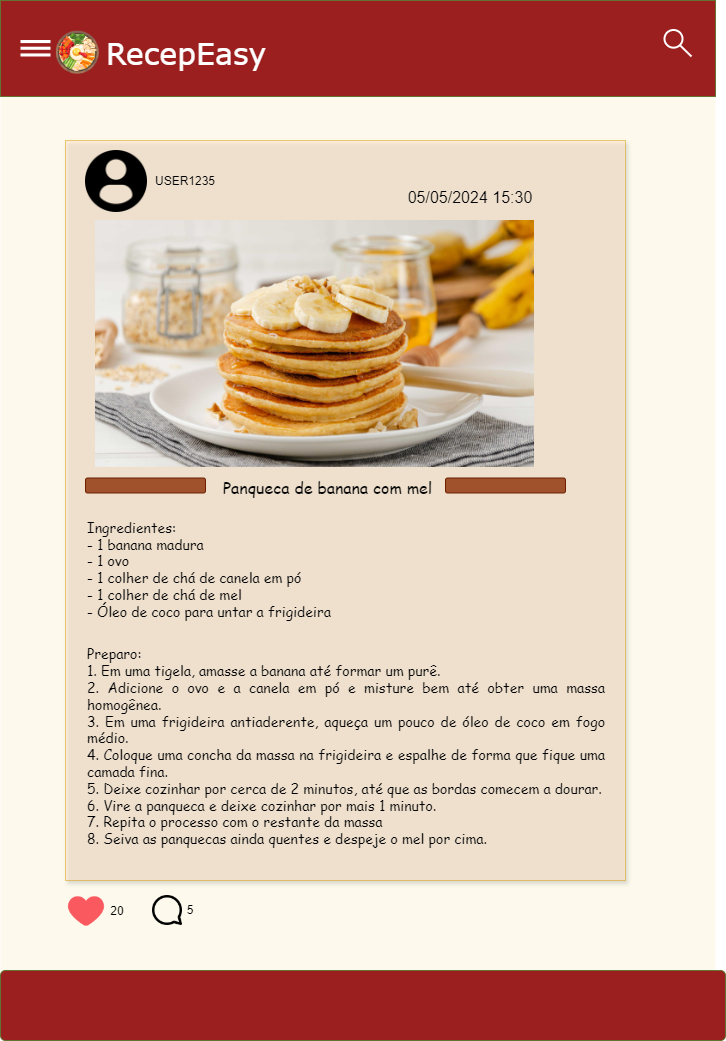 RecepEasy
USER1235
05/05/2024 15:30
Panqueca de banana com mel
Ingredientes:
- 1 banana madura
- 1 ovo
- 1 colher de chá de canela em pó
- 1 colher de chá de mel
- Óleo de coco para untar a frigideira
Preparo:
1. Em uma tigela, amasse a banana até formar um purê.
2. Adicione o ovo e a canela em pó e misture bem até obter uma massa
homogênea.
3. Em uma frigideira antiaderente, aqueça um pouco de óleo de coco em fogo
médio.
4. Coloque uma concha da massa na frigideira e espalhe de forma que fique uma
camada fina.
5. Deixe cozinhar por cerca de 2 minutos, até que as bordas comecem a dourar.
6. Vire a panqueca e deixe cozinhar por mais 1 minuto.
7. Repita o processo com o restante da massa
8. Seiva as panquecas ainda quentes e despeje o mel por cima.
20
5